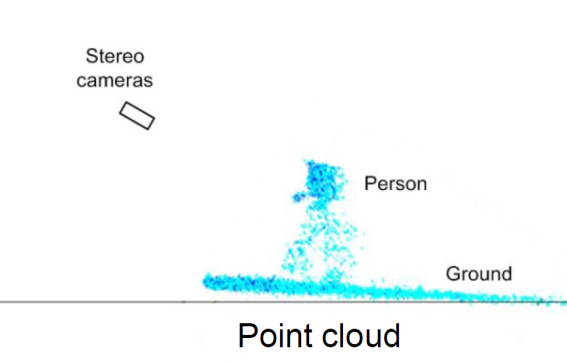 Stereo
cameras
Person
Ground
Point cloud